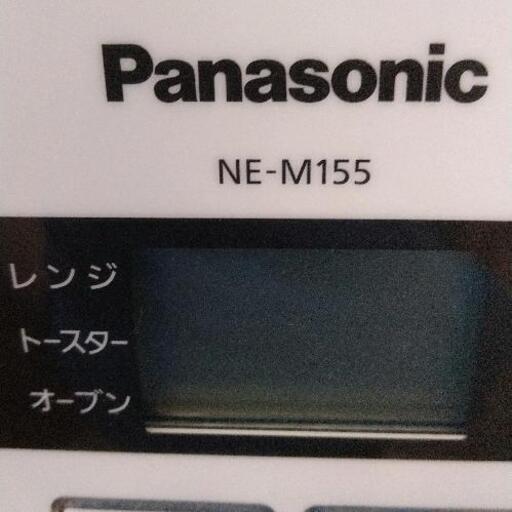 Panasonic
NE-M155
レンジ
トースター
オーブン